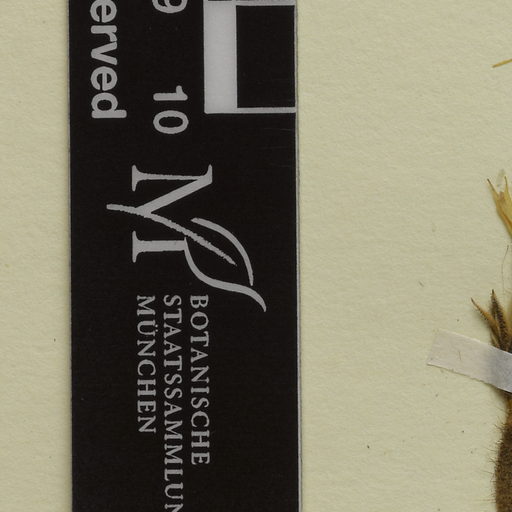 erved
9 10
BOTANISCHE
STAATSSAMMLUN
MÜNCHEN